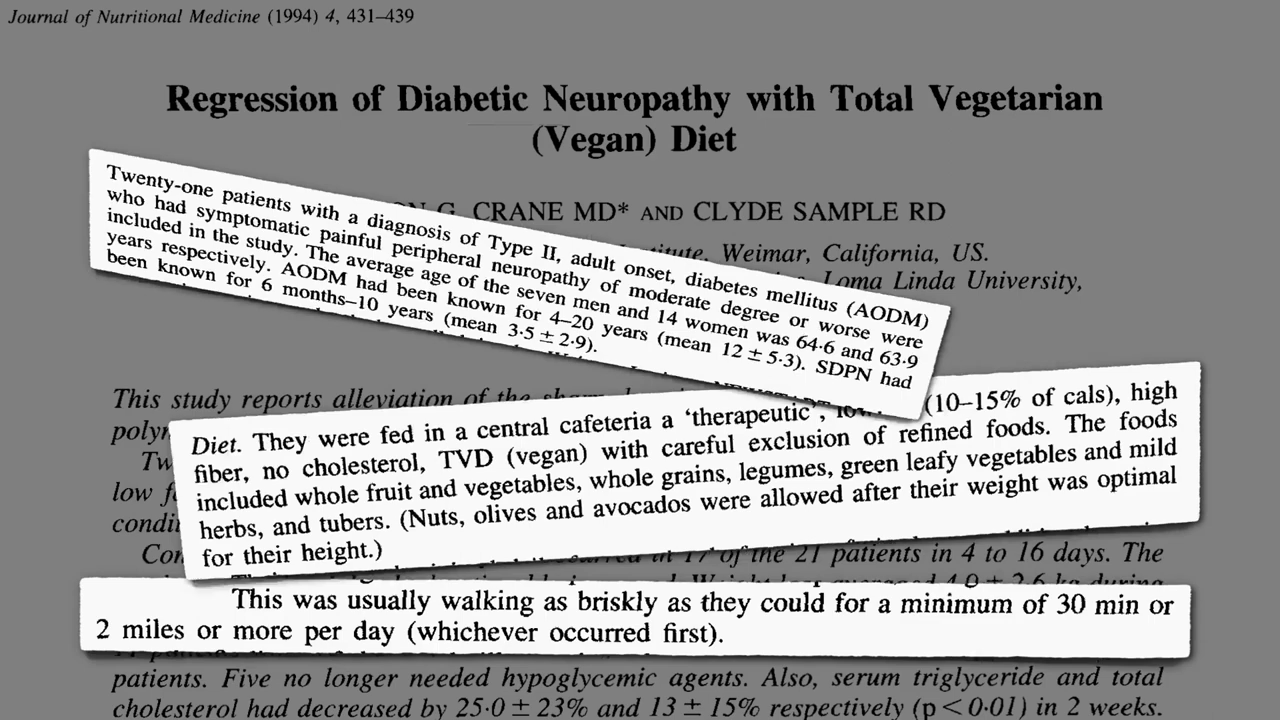 Journal of Nutritional Medicine (1994) 4, 431–439
Regression of Diabetic Neuropathy with Total Vegetarian
(Vegan) Diet
G. CRANE MD* AND CLYDE SAMPLE RD
Weimar, California, US.
Loma Linda University,
Twenty-one patients with a diagnosis of Type II, adult onset, diabetes mellitus (AODM)
who had symptomatic painful peripheral neuropathy of moderate degree or worse were
included in the study. The average age of the seven men and 14 women was 64·6 and 63·9
years respectively. AODM had been known for 4–20 years (mean 12 ± 5·3). SDPN had
been known for 6 months–10 years (mean 3·5 ± 2·9).
This study reports alleviation of the
Diet. They were fed in a central cafeteria a ‘therapeutic’, (10–15% of cals), high
fiber, no cholesterol, TVD (vegan) with careful exclusion of refined foods. The foods
included whole fruit and vegetables, whole grains, legumes, green leafy vegetables and mild
herbs, and tubers. (Nuts, olives and avocados were allowed after their weight was optimal
for their height.)
in 17 of the 21 patients in 4 to 16 days. The
This was usually walking as briskly as they could for a minimum of 30 min or
2 miles or more per day (whichever occurred first).
patients. Five no longer needed hypoglycemic agents. Also, serum triglyceride and total
cholesterol had decreased by 25·0 ± 23% and 13 ± 15% respectively (p < 0·01) in 2 weeks.